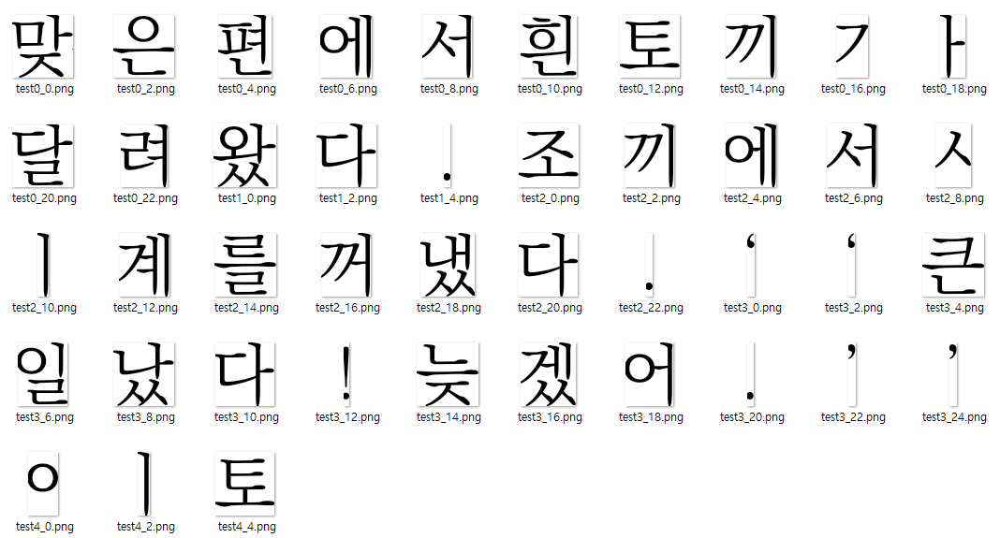 맞 은 편 에 서 흰 토 끼 ㄱ ㅏ
test0_0.png test0_2.png test0_4.png test0_6.png test0_8.png test0_10.png test0_12.png test0_14.png test0_16.png test0_18.png
달 려 왔 다 . 조 끼 에 서 ㅅ
test0_20.png test0_22.png test1_0.png test1_2.png test1_4.png test2_0.png test2_2.png test2_4.png test2_6.png test2_8.png
ㅣ 계 를 꺼 냈 다 . ‘ ‘ 큰
test2_10.png test2_12.png test2_14.png test2_16.png test2_18.png test2_20.png test2_22.png test3_0.png test3_2.png test3_4.png
일 났 다 ! 늦 겠 어 . ’ ’
test3_6.png test3_8.png test3_10.png test3_12.png test3_14.png test3_16.png test3_18.png test3_20.png test3_22.png test3_24.png
ㅇ ㅣ 토
test4_0.png test4_2.png test4_4.png